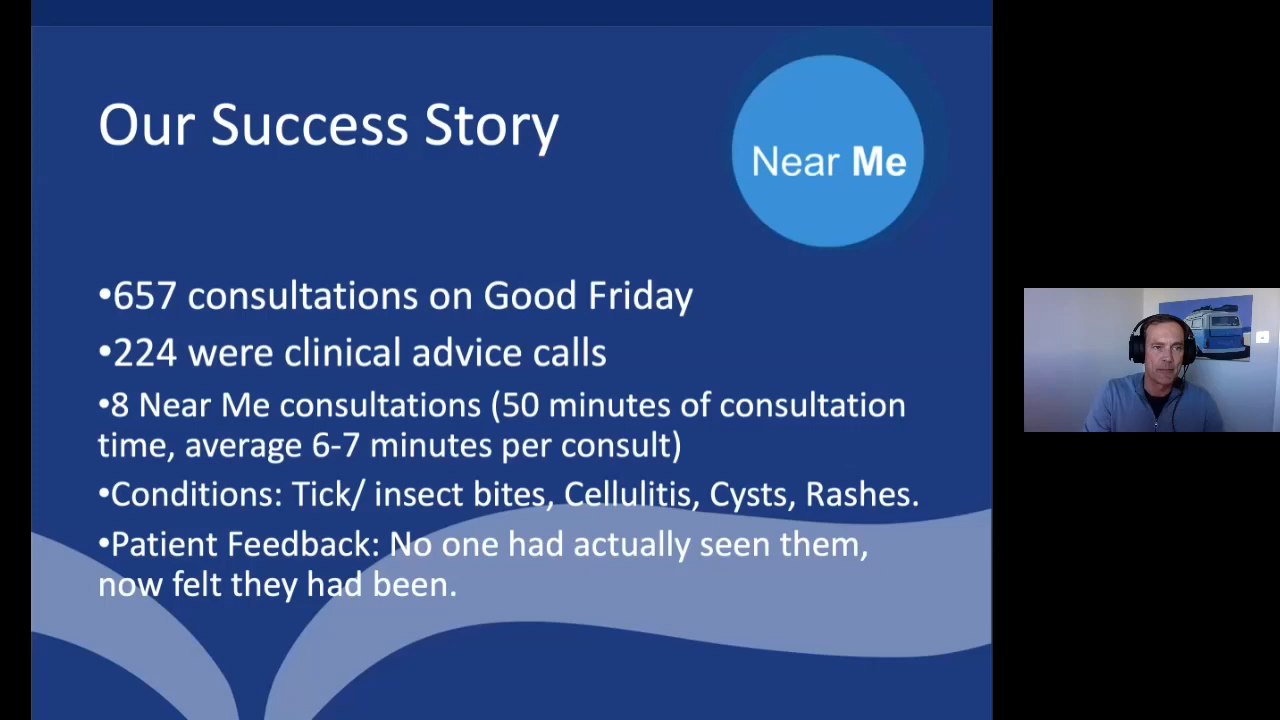 Our Success Story
Near Me
•657 consultations on Good Friday
•224 were clinical advice calls
•8 Near Me consultations (50 minutes of consultation
time, average 6-7 minutes per consult)
•Conditions: Tick/ insect bites, Cellulitis, Cysts, Rashes.
•Patient Feedback: No one had actually seen them,
now felt they had been.